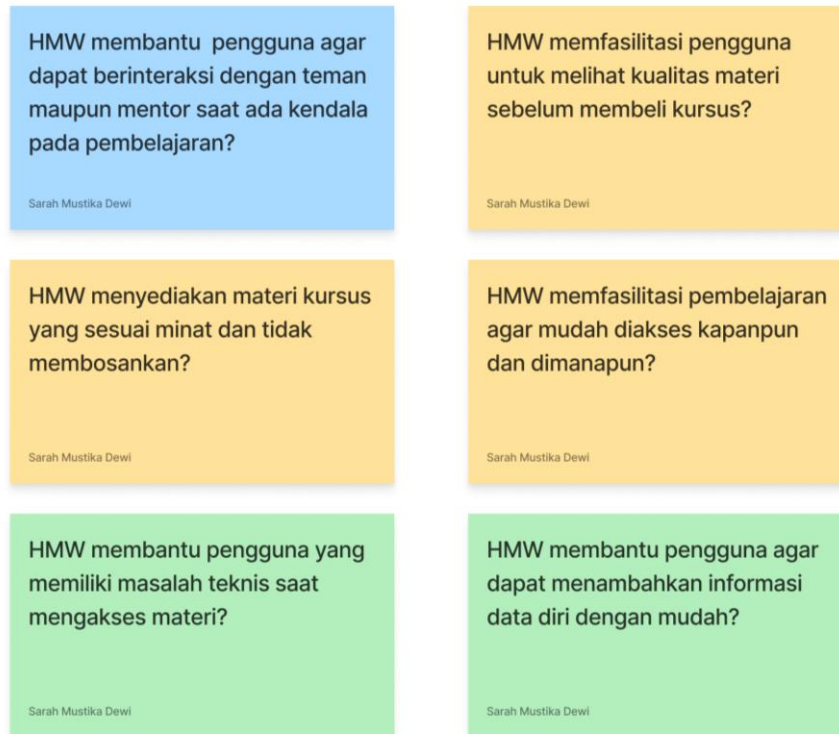 HMW membantu  pengguna agar
dapat berinteraksi dengan teman
maupun mentor saat ada kendala
pada pembelajaran?
Sarah Mustika Dewi
HMW memfasilitasi pengguna
untuk melihat kualitas materi
sebelum membeli kursus?
Sarah Mustika Dewi
HMW menyediakan materi kursus
yang sesuai minat dan tidak
membosankan?
Sarah Mustika Dewi
HMW memfasilitasi pembelajaran
agar mudah diakses kapanpun
dan dimanapun?
Sarah Mustika Dewi
HMW membantu pengguna yang
memiliki masalah teknis saat
mengakses materi?
Sarah Mustika Dewi
HMW membantu pengguna agar
dapat menambahkan informasi
data diri dengan mudah?
Sarah Mustika Dewi